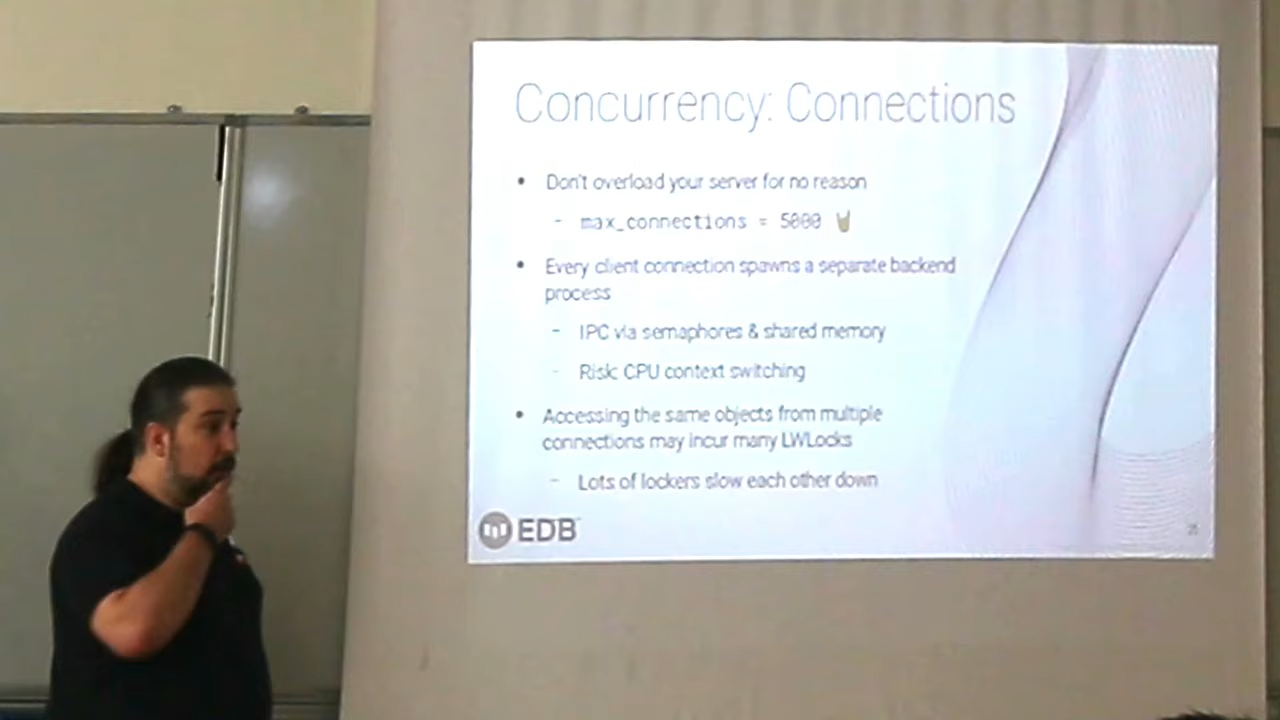 Concurrency: Connections
• Don't overload your server for no reason
- max_connections = 5000 🤘
• Every client connection spawns a separate backend
process
- IPC via semaphores & shared memory
- Risk: CPU context switching
• Accessing the same objects from multiple
connections may incur many LWLocks
- Lots of lockers slow each other down
EDB